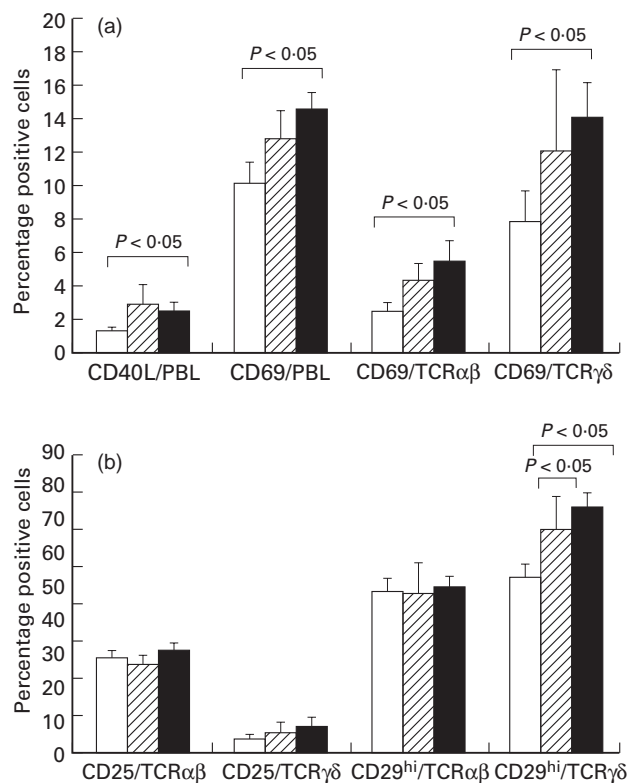 (a)
Percentage positive cells
20
18
16
14
12
10
8
6
4
2
0
P < 0·05
P < 0·05
P < 0·05
P < 0·05
CD40L/PBL CD69/PBL CD69/TCRαβ CD69/TCRγδ
(b)
Percentage positive cells
90
80
70
60
50
40
30
20
10
0
P < 0·05
P < 0·05
CD25/TCRαβ CD25/TCRγδ CD29hi/TCRαβ CD29hi/TCRγδ